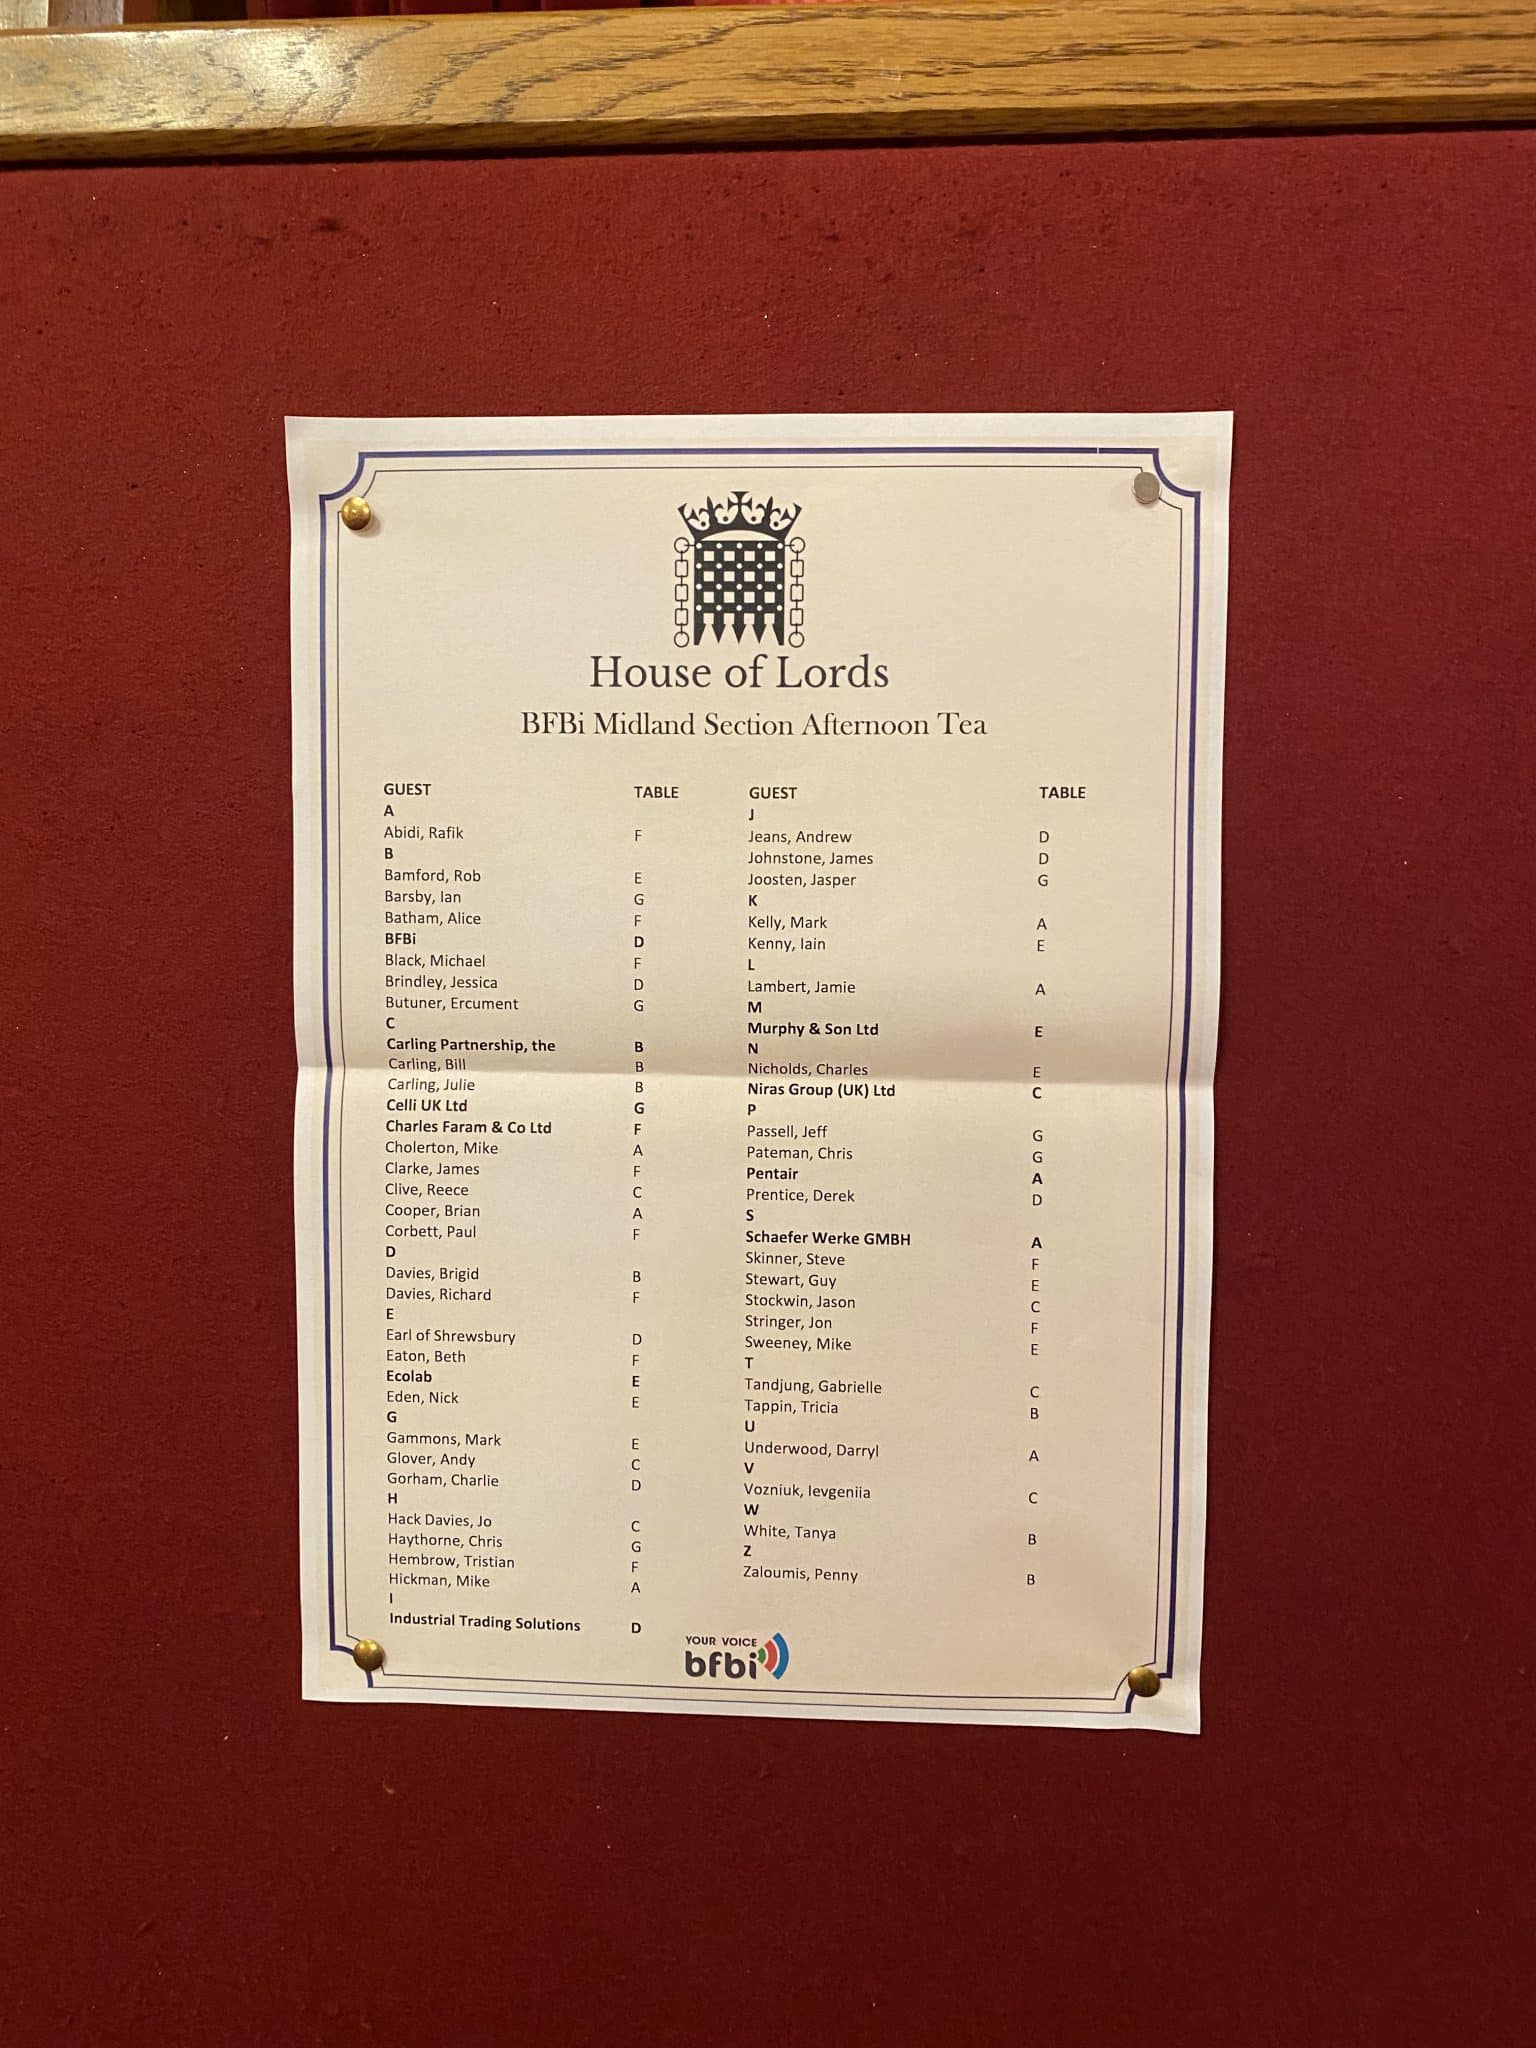 House of Lords
BFBi Midland Section Afternoon Tea
GUEST TABLE
A
Abidi, Rafik F
B
Bamford, Rob E
Barsby, Ian G
Batham, Alice F
BFBi D
Black, Michael F
Brindley, Jessica D
Butuner, Ercument G
C
Carling Partnership, the B
Carling, Bill B
Carling, Julie B
Celli UK Ltd G
Charles Faram & Co Ltd F
Cholerton, Mike A
Clarke, James F
Clive, Reece C
Cooper, Brian A
Corbett, Paul F
D
Davies, Brigid B
Davies, Richard F
E
Earl of Shrewsbury D
Eaton, Beth F
Ecolab E
Eden, Nick E
G
Gammons, Mark E
Glover, Andy C
Gorham, Charlie D
H
Hack Davies, Jo C
Haythorne, Chris G
Hembrow, Tristian F
Hickman, Mike A
I
Industrial Trading Solutions D
GUEST TABLE
J
Jeans, Andrew D
Johnstone, James D
Joosten, Jasper G
K
Kelly, Mark A
Kenny, Iain E
L
Lambert, Jamie A
M
Murphy & Son Ltd E
N
Nicholds, Charles E
Niras Group (UK) Ltd C
P
Passell, Jeff G
Pateman, Chris G
Pentair A
Prentice, Derek D
S
Schaefer Werke GMBH A
Skinner, Steve F
Stewart, Guy E
Stockwin, Jason C
Stringer, Jon F
Sweeney, Mike E
T
Tandjung, Gabrielle C
Tappin, Tricia B
U
Underwood, Darryl A
V
Vozniuk, Ievgeniia C
W
White, Tanya B
Z
Zaloumis, Penny B
YOUR VOICE
bfbi